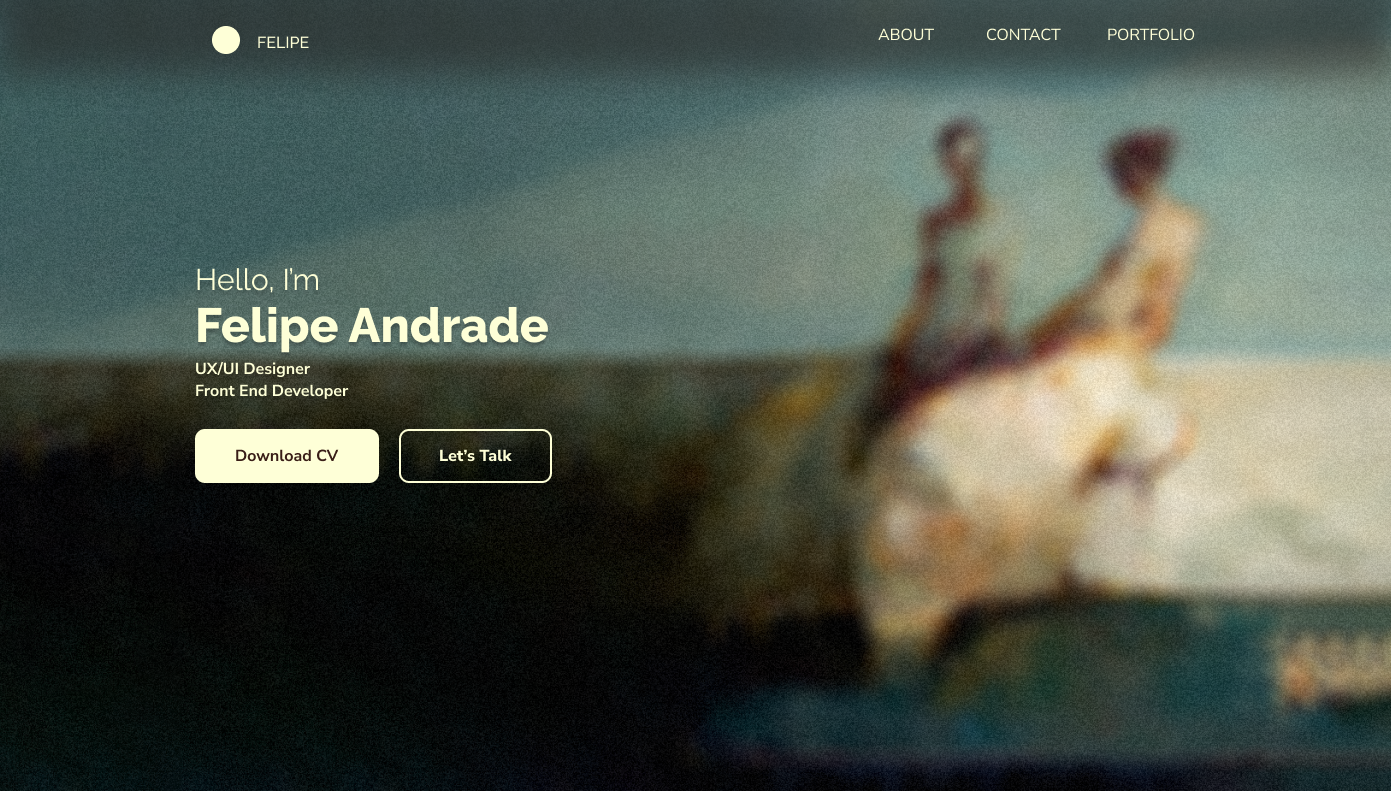 FELIPE
ABOUT
CONTACT
PORTFOLIO
Hello, I’m
Felipe Andrade
UX/UI Designer
Front End Developer
Download CV
Let’s Talk